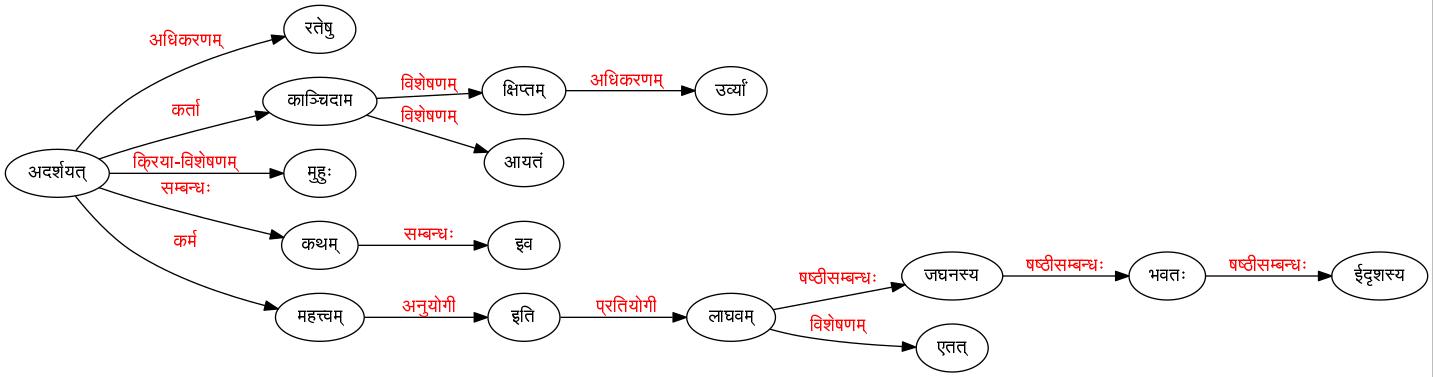 रतेषु
अधिकरणम्
विशेषणम् क्षिप्तम् अधिकरणम् उर्व्यां
कर्ता काञ्चिदाम
विशेषणम्
आयतं
अदर्शयत् क्रिया-विशेषणम् मुहुः
सम्बन्धः
कथम् सम्बन्धः इव
कर्म
षष्ठीसम्बन्धः जघनस्य षष्ठीसम्बन्धः भवतः षष्ठीसम्बन्धः ईदृशस्य
महत्त्वम् अनुयोगी इति प्रतियोगी लाघवम्
विशेषणम् एतत्